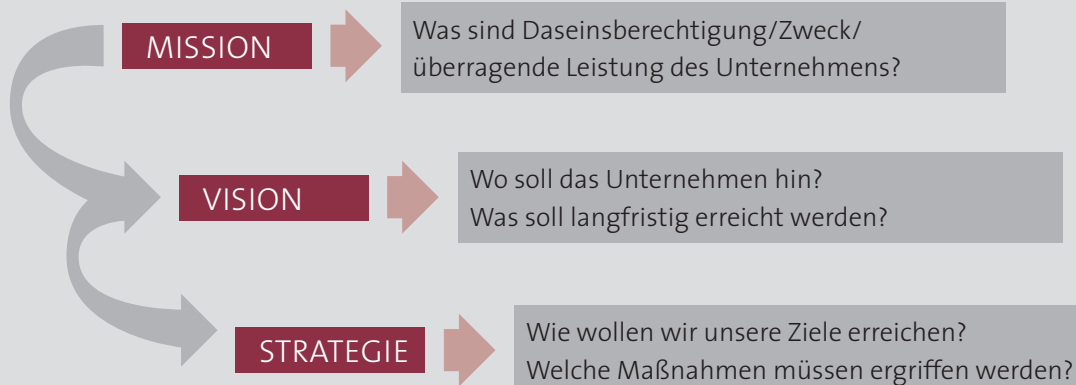 MISSION
Was sind Daseinsberechtigung/Zweck/
überragende Leistung des Unternehmens?
VISION
Wo soll das Unternehmen hin?
Was soll langfristig erreicht werden?
STRATEGIE
Wie wollen wir unsere Ziele erreichen?
Welche Maßnahmen müssen ergriffen werden?